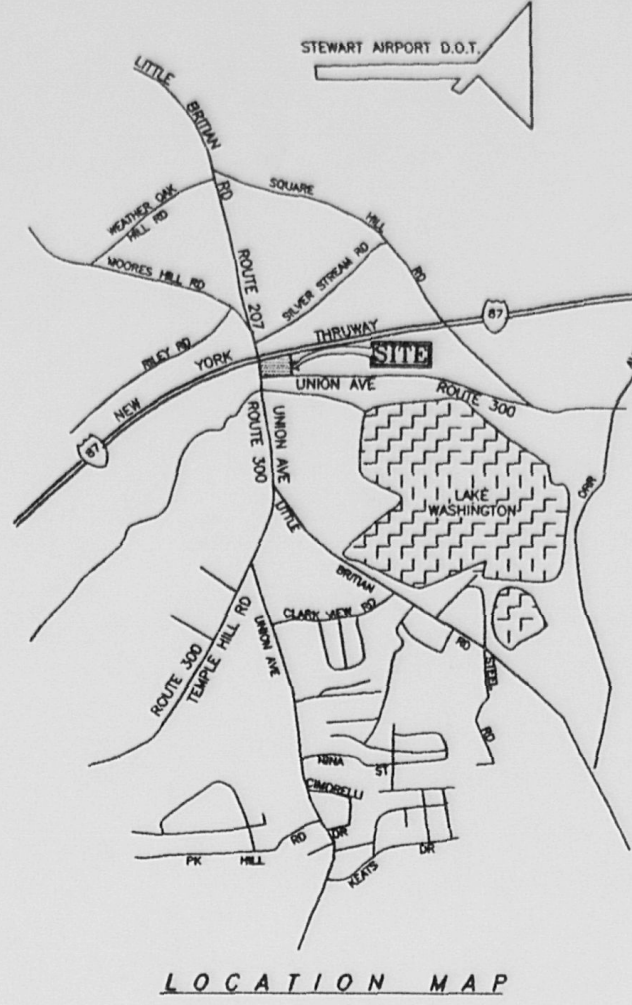 STEWART AIRPORT D.O.T.
LITTLE
BRITIAN
RD
SQUARE
HILL
RD
WEATHER OAK
HILL RD
MOORES HILL RD
ROUTE 207
SILVER STREAM RD
87
THRUWAY
SITE
RILEY RD
YORK
NEW
87
UNION AVE
ROUTE 300
UNION AVE
ROUTE 300
LAKE
WASHINGTON
ORR
LITTLE
BRITIAN
RD
CLARK VIEW RD
UNION AVE
ROUTE 300
TEMPLE HILL RD
STEEL
RD
NINA
ST
CIMORELLI
DR
RD
PK
HILL
DR
KEATS
LOCATION MAP